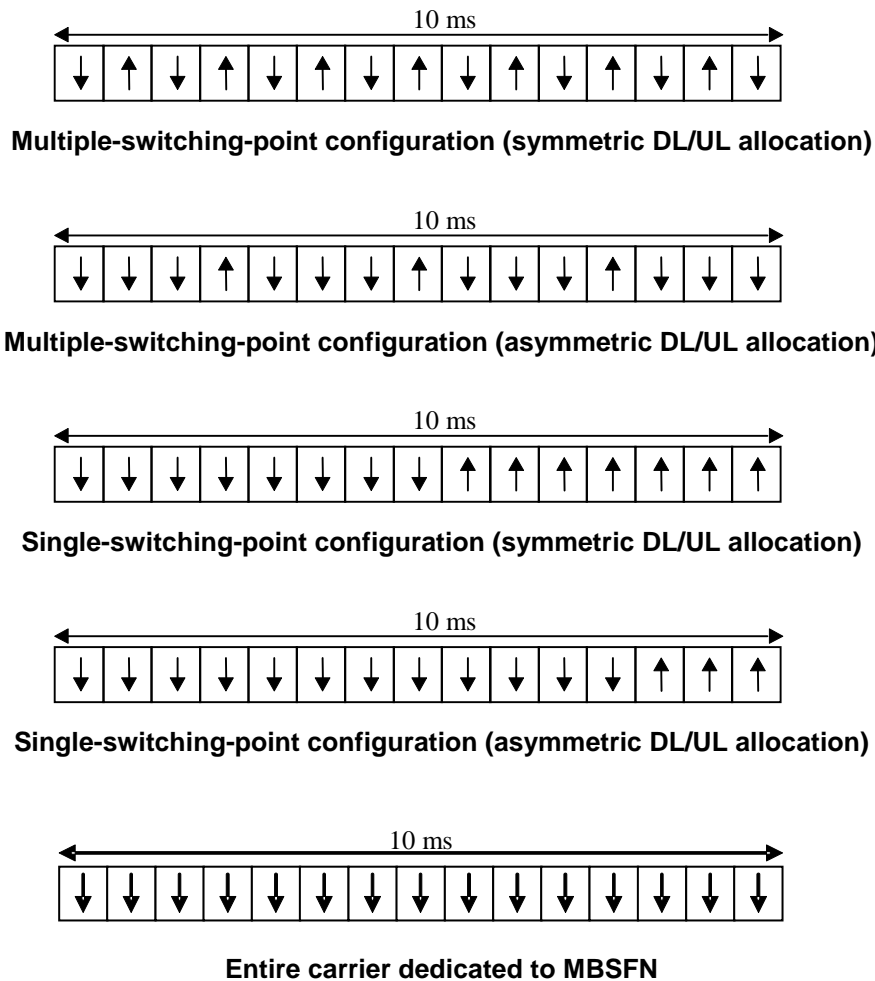 10 ms
Multiple-switching-point configuration (symmetric DL/UL allocation)
10 ms
Multiple-switching-point configuration (asymmetric DL/UL allocation)
10 ms
Single-switching-point configuration (symmetric DL/UL allocation)
10 ms
Single-switching-point configuration (asymmetric DL/UL allocation)
10 ms
Entire carrier dedicated to MBSFN